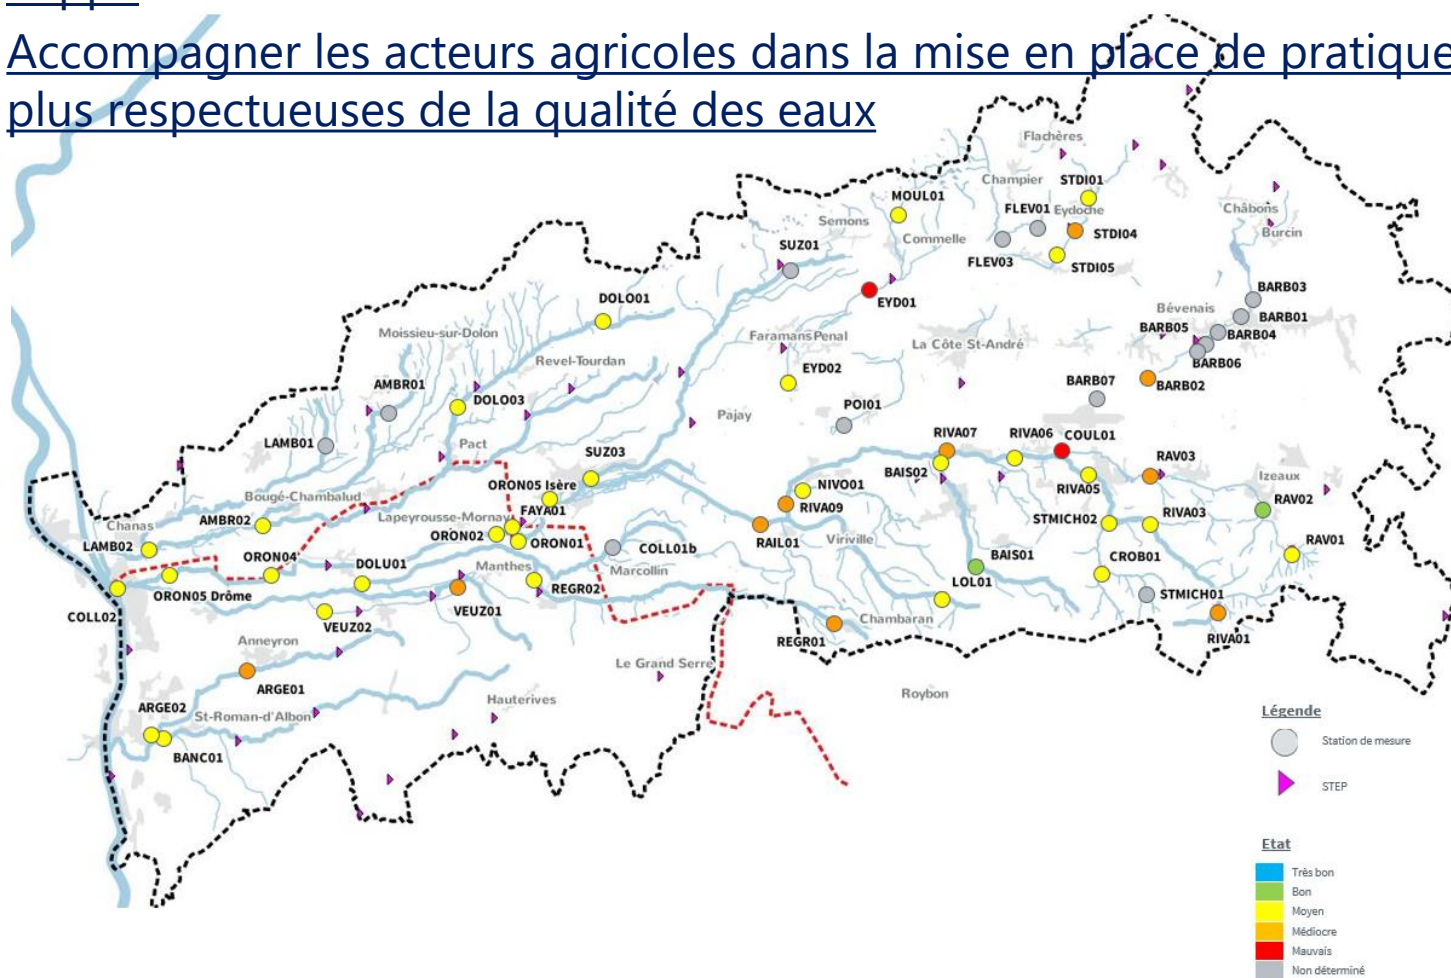 Accompagner les acteurs agricoles dans la mise en place de pratique
plus respectueuses de la qualité des eaux
Flachères
Champier
STDI01
MOUL01
FLEV01
Eydoche
Châbons
Semons
STDI04
Burcin
SUZ01
Commelle
FLEV03
STDI05
BARB03
DOLO01
EYD01
Bévenais
BARB01
Moissieu-sur-Dolon
BARB05
BARB04
Faramans
Penal
La Côte St-André
Revel-Tourdan
BARB06
EYD02
AMBR01
BARB07
BARB02
DOLO03
POI01
Pajay
LAMB01
Pact
RIVA07
RIVA06
COUL01
SUZ03
RAV03
BAIS02
Izeaux
ORON05 Isère
NIVO01
RIVA05
RAV02
Bougé-Chambalud
FAYA01
RIVA09
Chanas
AMBR02
Lapeyrousse-Mornay
STMICH02
RIVA03
ORON02
RAIL01
Viriville
RAV01
LAMB02
ORON01
COLL01b
BAIS01
CROB01
ORON04
DOLU01
Manthes
Marcollin
LOL01
ORON05 Drôme
REGR02
STMICH01
COLL02
VEUZ01
VEUZ02
Chambaran
REGR01
RIVA01
Anneyron
Le Grand Serre
ARGE01
Roybon
Hauterives
ARGE02
St-Roman-d'Albon
BANC01
Légende
Station de mesure
STEP
Etat
Très bon
Bon
Moyen
Médiocre
Mauvais
Non déterminé